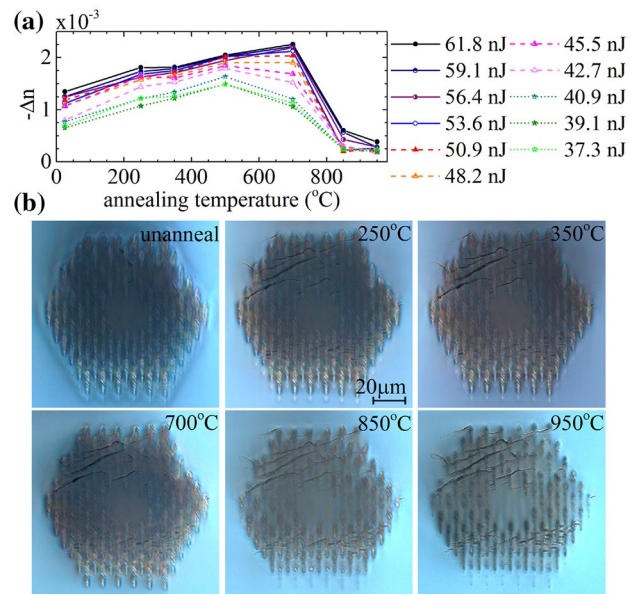 (a)
x10⁻³
-Δn
2
1
0
0 200 400 600 800
annealing temperature (°C)
61.8 nJ
59.1 nJ
56.4 nJ
53.6 nJ
50.9 nJ
48.2 nJ
45.5 nJ
42.7 nJ
40.9 nJ
39.1 nJ
37.3 nJ
(b)
unanneal
250°C
350°C
20μm
700°C
850°C
950°C